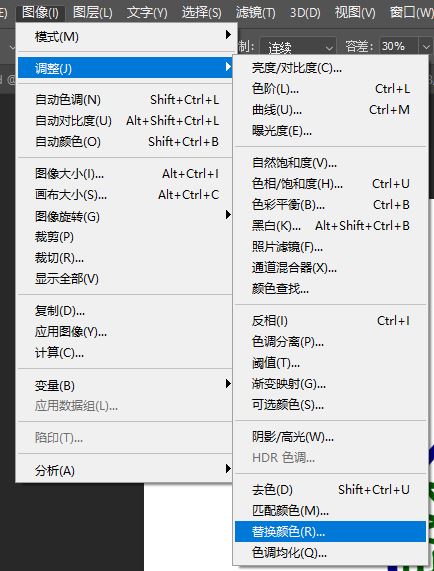 图像(I) 图层(L) 文字(Y) 选择(S) 滤镜(T) 3D(D) 视图(V) 窗口(W)
制: 连续 容差: 30%
模式(M)
调整(J)
自动色调(N) Shift+Ctrl+L
自动对比度(U) Alt+Shift+Ctrl+L
自动颜色(O) Shift+Ctrl+B
图像大小(I)... Alt+Ctrl+I
画布大小(S)... Alt+Ctrl+C
图像旋转(G)
裁剪(P)
裁切(R)...
显示全部(V)
复制(D)...
应用图像(Y)...
计算(C)...
变量(B)
应用数据组(L)...
陷印(T)...
分析(A)
亮度/对比度(C)...
色阶(L)... Ctrl+L
曲线(U)... Ctrl+M
曝光度(E)...
自然饱和度(V)...
色相/饱和度(H)... Ctrl+U
色彩平衡(B)... Ctrl+B
黑白(K)... Alt+Shift+Ctrl+B
照片滤镜(F)...
通道混合器(X)...
颜色查找...
反相(I) Ctrl+I
色调分离(P)...
阈值(T)...
渐变映射(G)...
可选颜色(S)...
阴影/高光(W)...
HDR 色调...
去色(D) Shift+Ctrl+U
匹配颜色(M)...
替换颜色(R)...
色调均化(Q)...